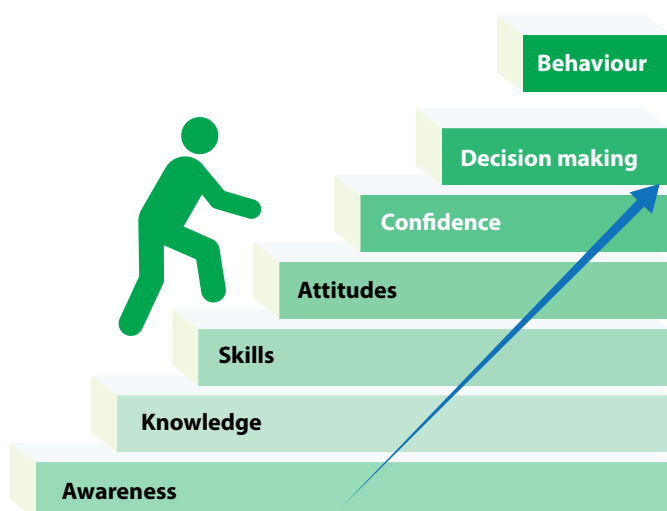 Behaviour
Decision making
Confidence
Attitudes
Skills
Knowledge
Awareness